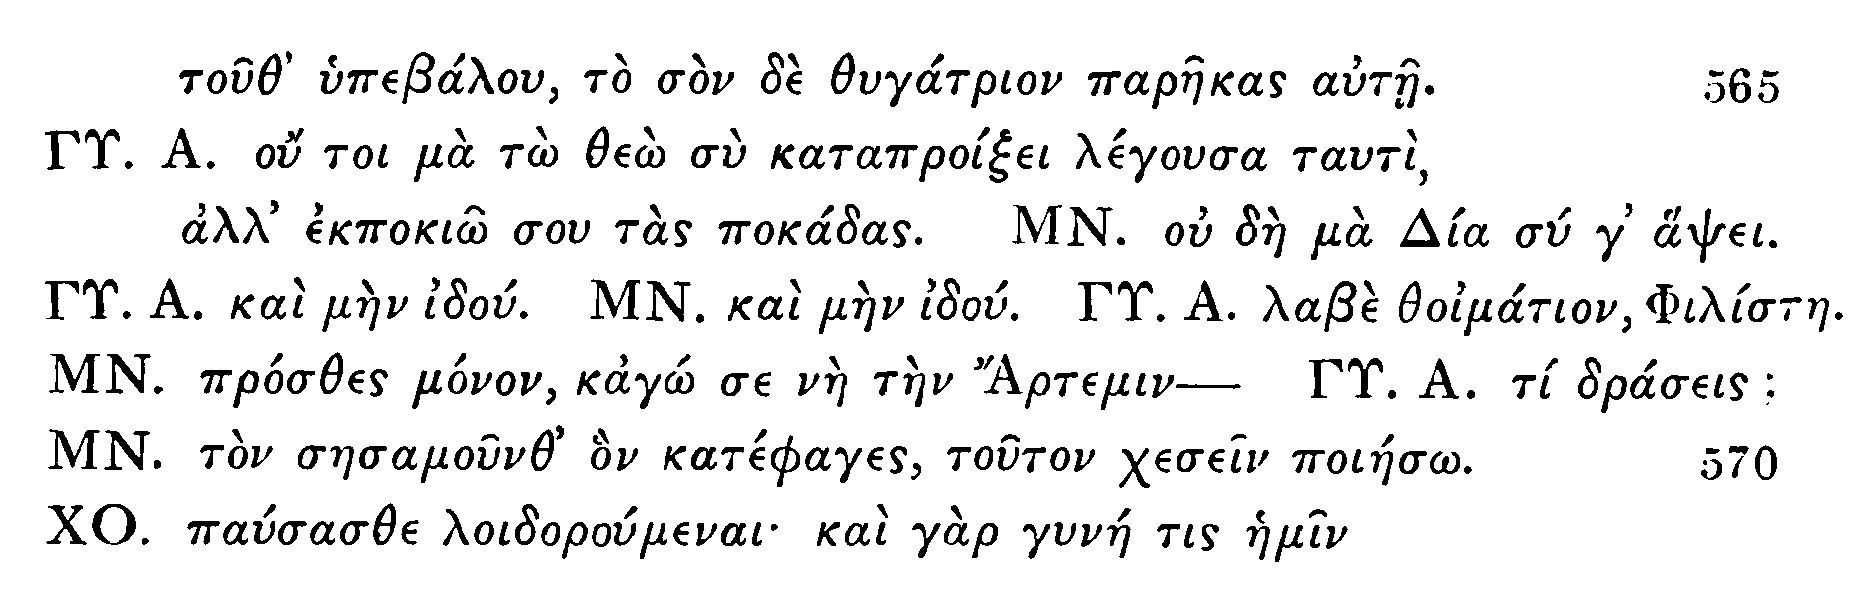 τοῦθ’ ὑπεβάλου, τὸ σὸν δὲ θυγάτριον παρῆκας αὐτῇ. 565
ΓΥ. Α. οὔ τοι μὰ τὼ θεὼ σὺ καταπροίξει λέγουσα ταυτὶ,
ἀλλ’ ἐκποκιῶ σου τὰς ποκάδας. ΜΝ. οὐ δὴ μὰ Δία σύ γ’ ἅψει.
ΓΥ. Α. καὶ μὴν ἰδού. ΜΝ. καὶ μὴν ἰδού. ΓΥ. Α. λαβὲ θοἰμάτιον, Φιλίστη.
ΜΝ. πρόσθες μόνον, κἀγώ σε νὴ τὴν Ἄρτεμιν— ΓΥ. Α. τί δράσεις ;
ΜΝ. τὸν σησαμοῦνθ’ ὃν κατέφαγες, τοῦτον χεσεῖν ποιήσω. 570
ΧΟ. παύσασθε λοιδορούμεναι· καὶ γὰρ γυνή τις ἡμῖν